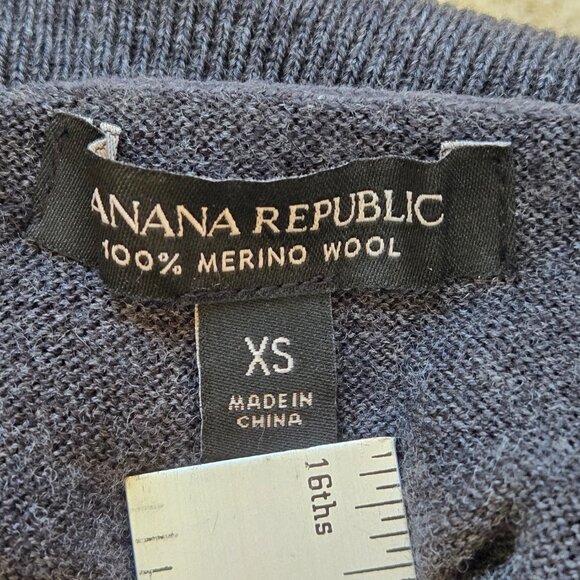 ANANA REPUBLIC
100% MERINO WOOL
XS
MADE IN
CHINA
16ths